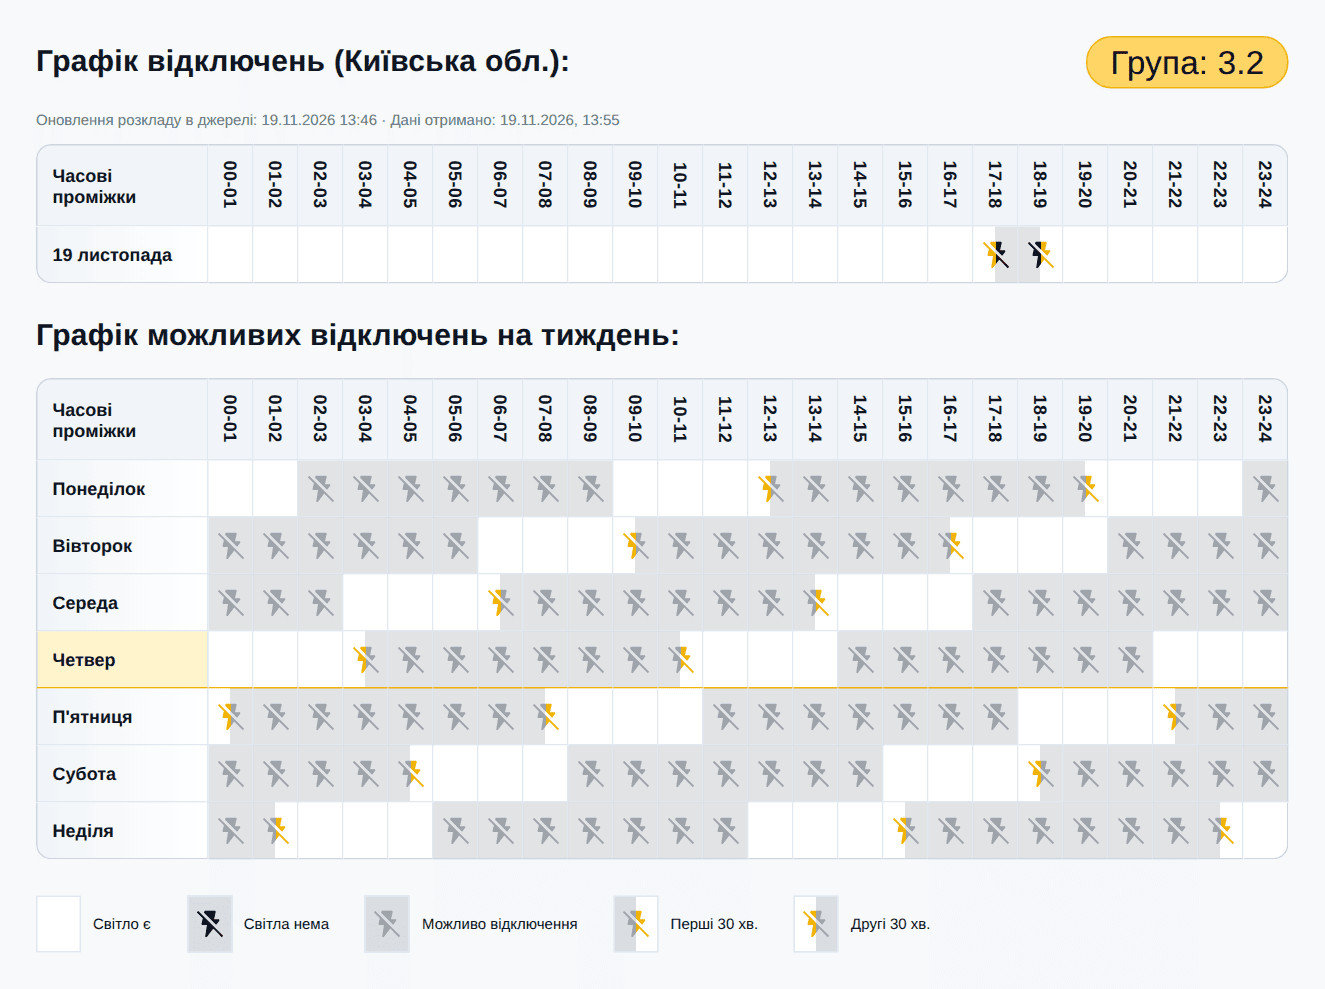 Графік відключень (Київська обл.):
Група: 3.2
Оновлення розкладу в джерелі: 19.11.2026 13:46 · Дані отримано: 19.11.2026, 13:55
Часові
проміжки
00-01 01-02 02-03 03-04 04-05 05-06 06-07 07-08 08-09 09-10 10-11 11-12 12-13 13-14 14-15 15-16 16-17 17-18 18-19 19-20 20-21 21-22 22-23 23-24
19 листопада
Графік можливих відключень на тиждень:
Часові
проміжки
00-01 01-02 02-03 03-04 04-05 05-06 06-07 07-08 08-09 09-10 10-11 11-12 12-13 13-14 14-15 15-16 16-17 17-18 18-19 19-20 20-21 21-22 22-23 23-24
Понеділок
Вівторок
Середа
Четвер
П'ятниця
Субота
Неділя
Світло є
Світла нема
Можливо відключення
Перші 30 хв.
Другі 30 хв.